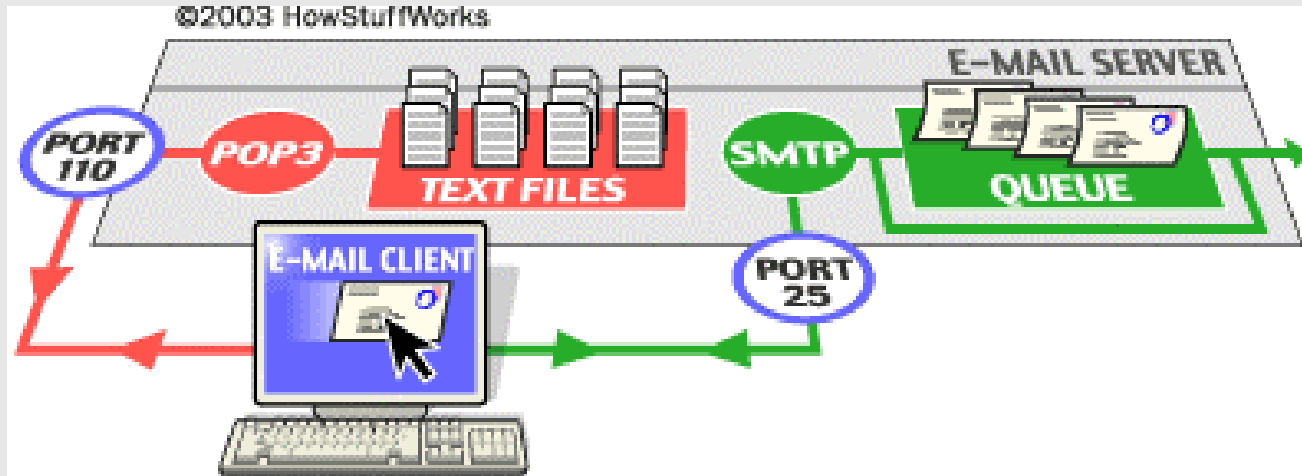 ©2003 HowStuffWorks
E-MAIL SERVER
PORT
110
POP3
TEXT FILES
SMTP
QUEUE
E-MAIL CLIENT
PORT
25